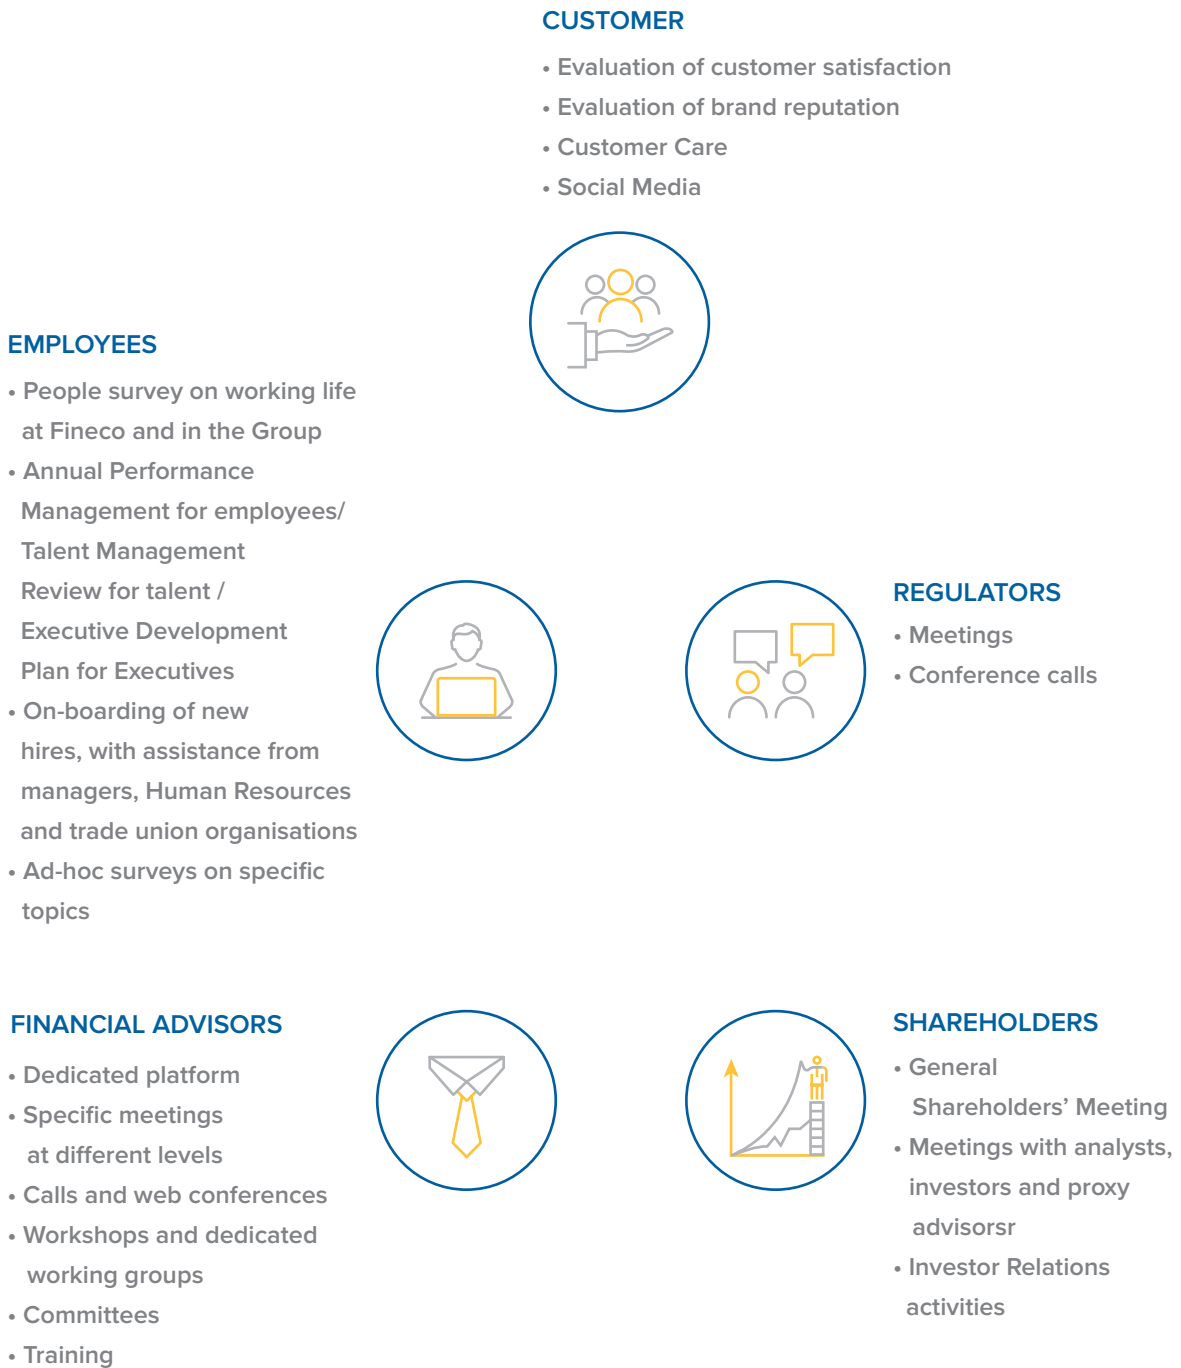 CUSTOMER
• Evaluation of customer satisfaction
• Evaluation of brand reputation
• Customer Care
• Social Media
EMPLOYEES
• People survey on working life
at Fineco and in the Group
• Annual Performance
Management for employees/
Talent Management
Review for talent /
Executive Development
Plan for Executives
• On-boarding of new
hires, with assistance from
managers, Human Resources
and trade union organisations
• Ad-hoc surveys on specific
topics
REGULATORS
• Meetings
• Conference calls
FINANCIAL ADVISORS
• Dedicated platform
• Specific meetings
at different levels
• Calls and web conferences
• Workshops and dedicated
working groups
• Committees
• Training
SHAREHOLDERS
• General
Shareholders’ Meeting
• Meetings with analysts,
investors and proxy
advisorsr
• Investor Relations
activities